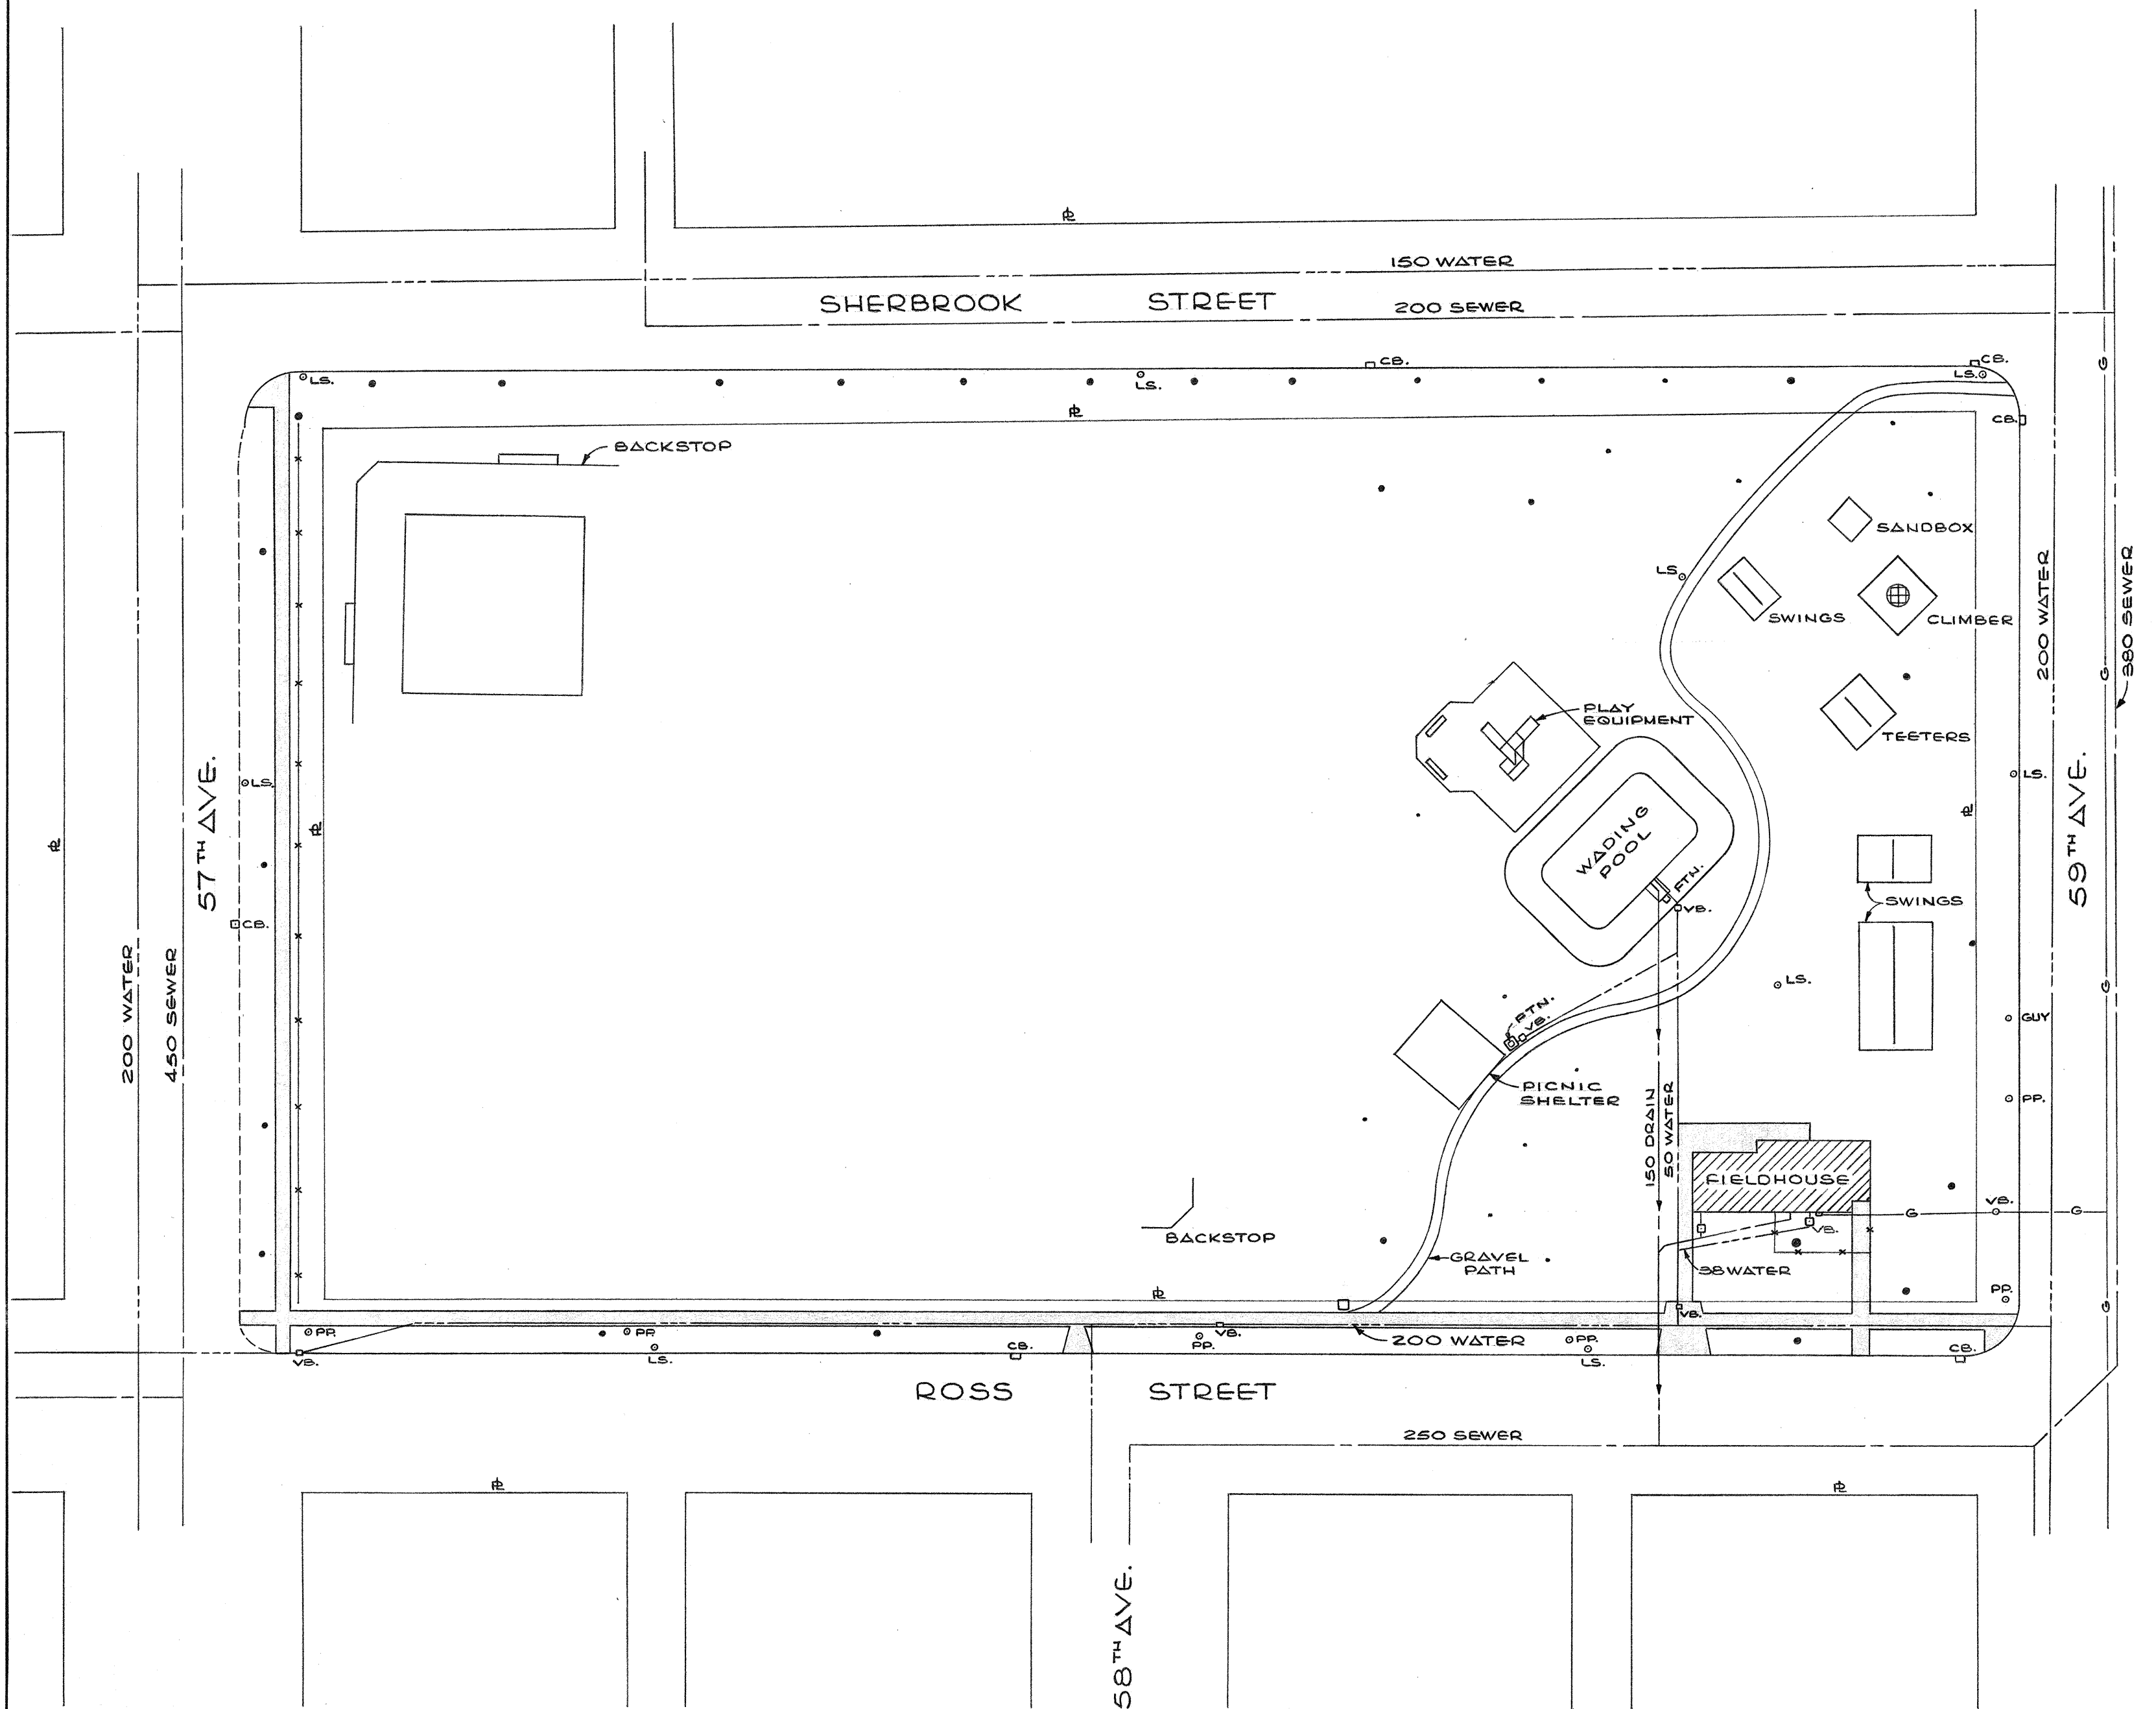 ℄
150 WATER
SHERBROOK STREET
200 SEWER
CB.
CB.
LS.
LS.
LS.
℄
CB.
G
BACKSTOP
SANDBOX
LS.
SWINGS
CLIMBER
200 WATER
380 SEWER
G
PLAY
EQUIPMENT
TEETERS
57TH AVE.
LS.
LS.
℄
℄
℄
59TH AVE.
WADING
POOL
FTN.
VB.
SWINGS
CB.
200 WATER
450 SEWER
LS.
G
FTN.
VB.
GUY
PICNIC
SHELTER
PP.
150 DRAIN
50 WATER
FIELDHOUSE
VB.
G
G
VB.
BACKSTOP
GRAVEL
PATH
38 WATER
℄
PP.
G
VB.
PP.
PP.
VB.
PP.
200 WATER
PP.
VB.
LS.
CB.
LS.
CB.
ROSS STREET
250 SEWER
℄
℄
58TH AVE.